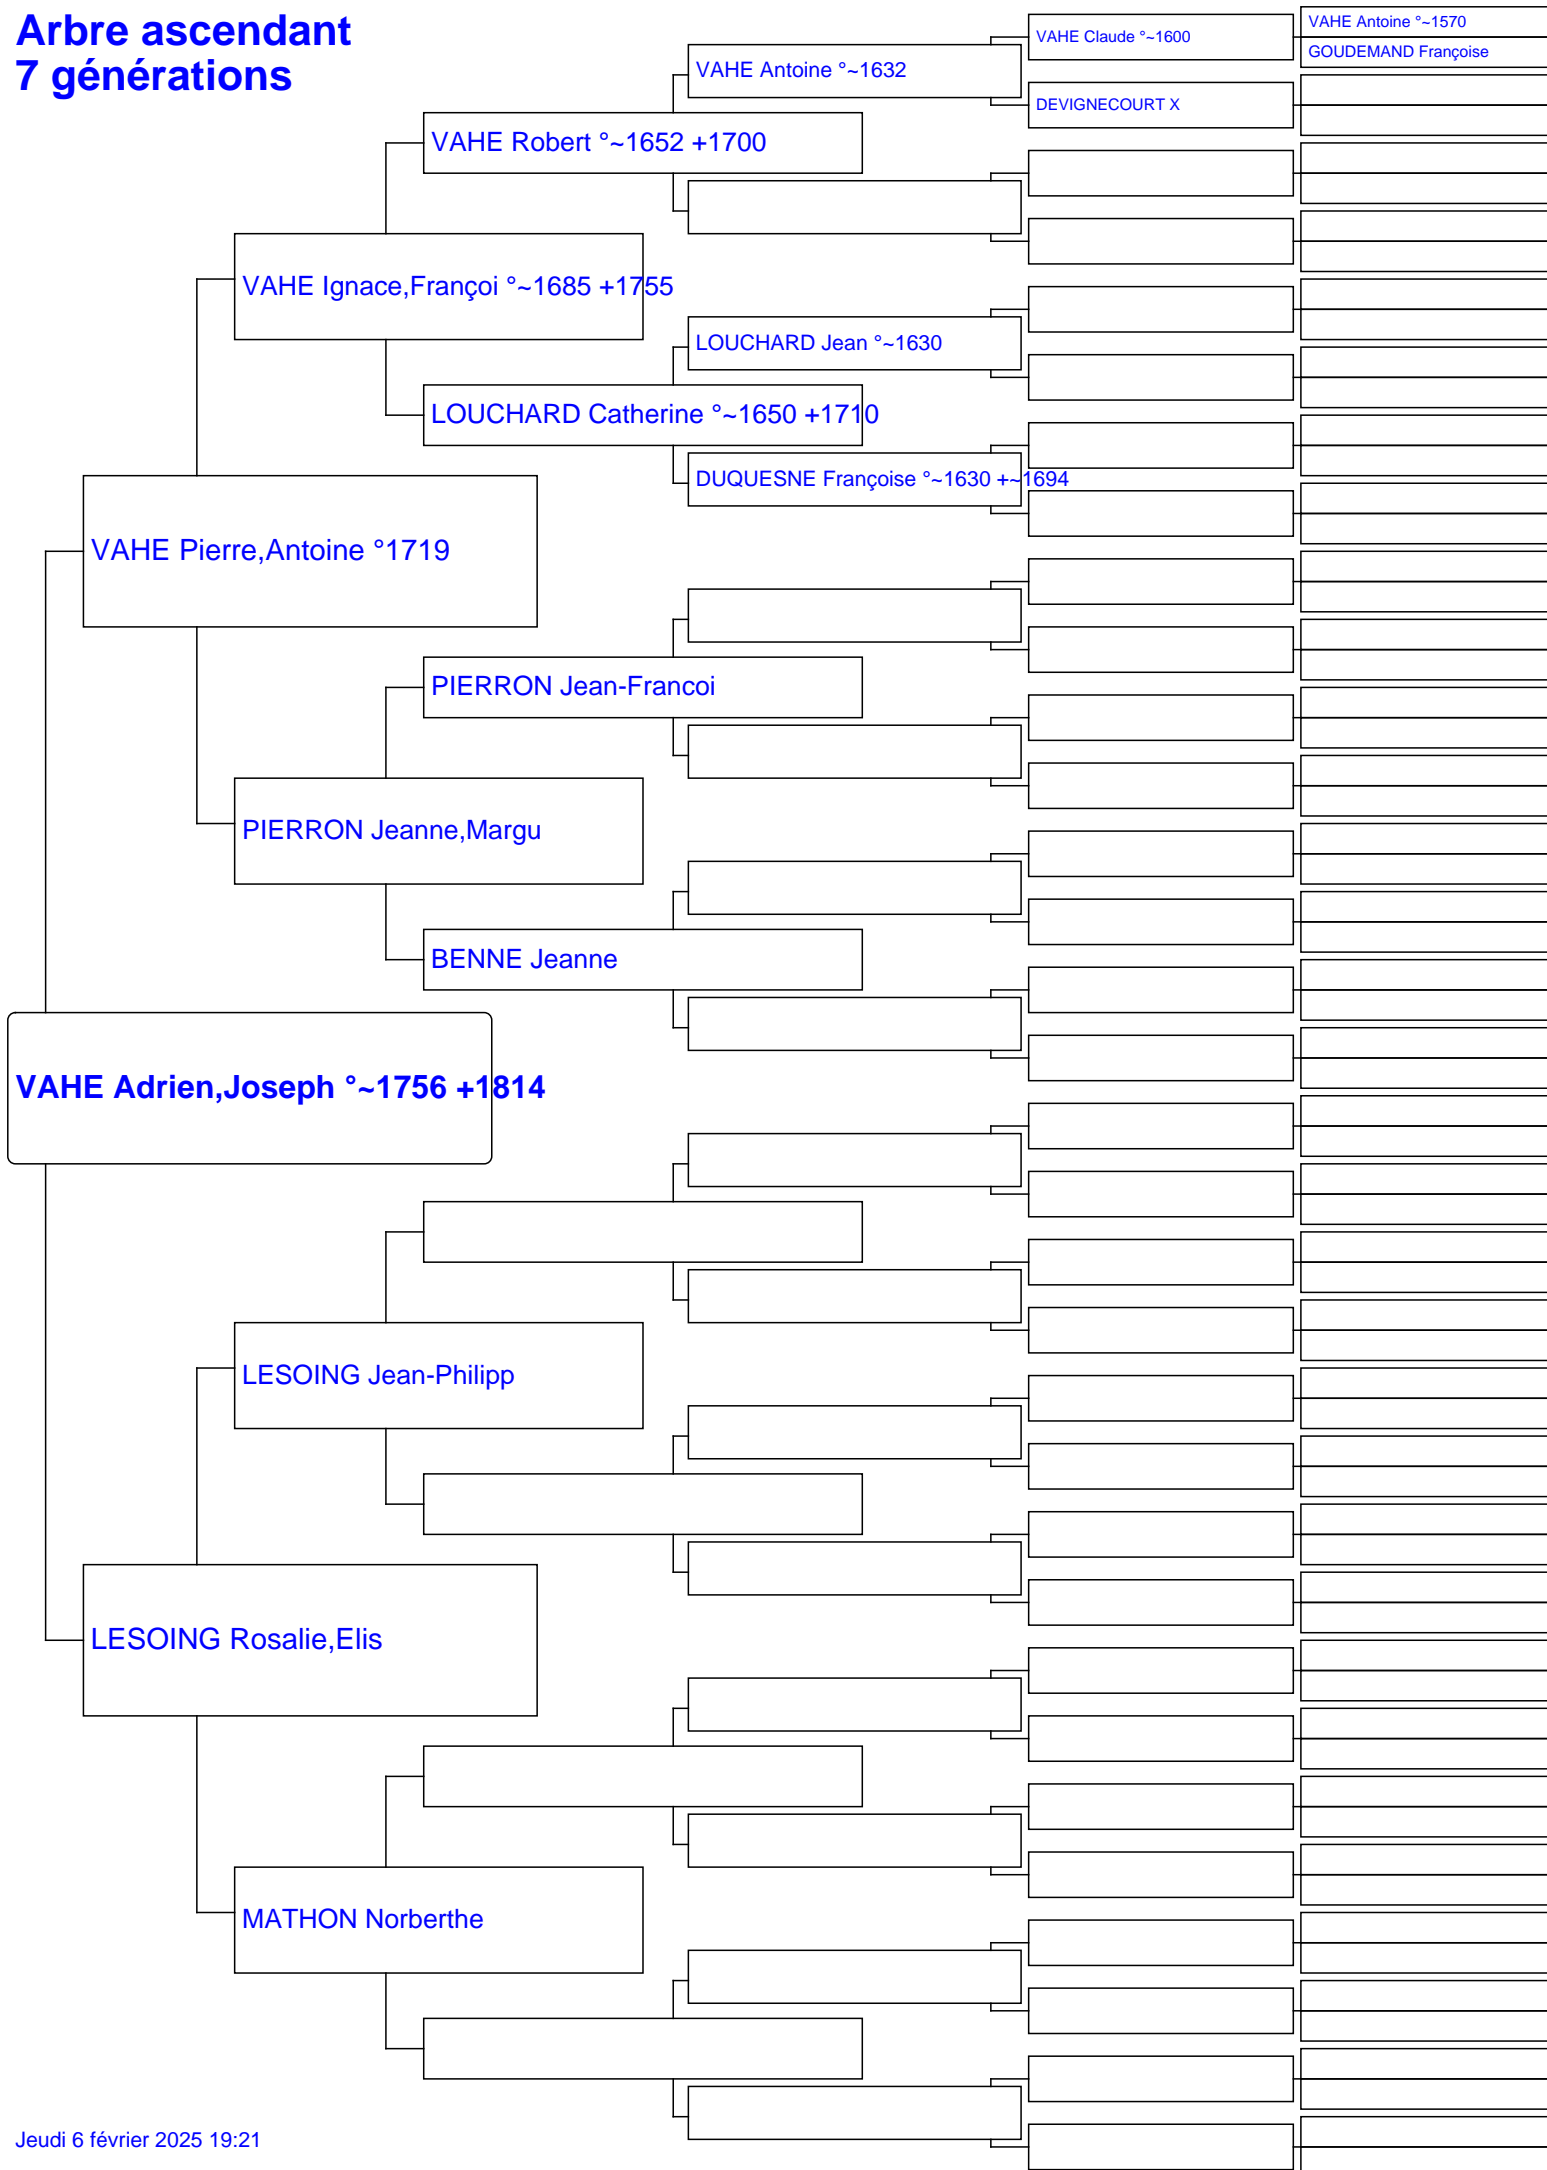 Arbre ascendant
7 générations
VAHE Antoine °~1570
GOUDEMAND Françoise
VAHE Claude °~1600
VAHE Antoine °~1632
DEVIGNECOURT X
VAHE Robert °~1652 +1700
VAHE Ignace,Françoi °~1685 +1755
LOUCHARD Jean °~1630
LOUCHARD Catherine °~1650 +1710
DUQUESNE Françoise °~1630 +~1694
VAHE Pierre,Antoine °1719
PIERRON Jean-Francoi
PIERRON Jeanne,Margu
BENNE Jeanne
VAHE Adrien,Joseph °~1756 +1814
LESOING Jean-Philipp
LESOING Rosalie,Elis
MATHON Norberthe
Jeudi 6 février 2025 19:21